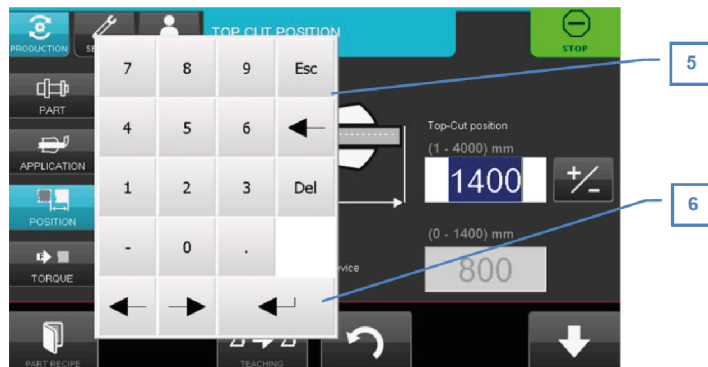 TOP CUT POSITION
PRODUCTION
STOP
7 8 9 Esc
5
PART
4 5 6
Top-Cut position
(1 - 4000) mm
APPLICATION
1400
+/-
1 2 3 Del
6
POSITION
- 0 .
(0 - 1400) mm
800
TORQUE
PART RECIPE
TEACHING